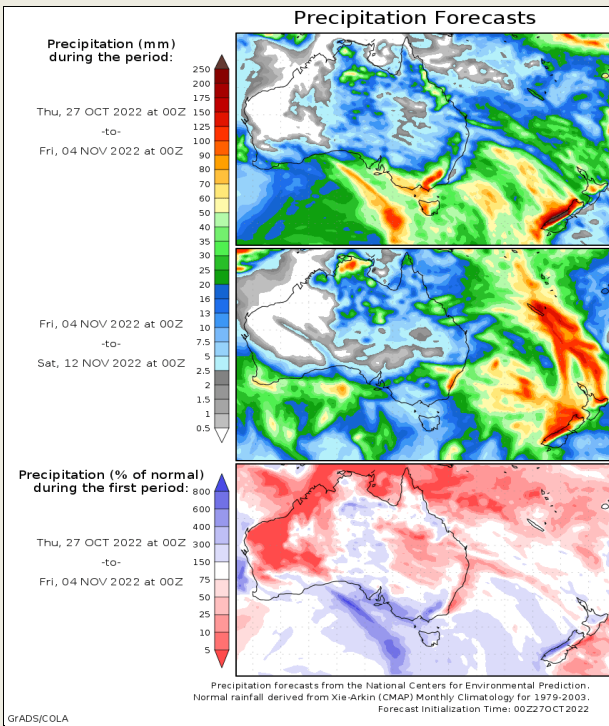 Precipitation Forecasts
Precipitation (mm)
during the period:
Thu, 27 OCT 2022 at 00Z
-to-
Fri, 04 NOV 2022 at 00Z
250
200
175
150
125
100
90
80
70
60
50
40
35
30
25
20
16
13
10
7.5
5
2.5
2
1.5
1
0.5
Fri, 04 NOV 2022 at 00Z
-to-
Sat, 12 NOV 2022 at 00Z
Precipitation (% of normal)
during the first period:
Thu, 27 OCT 2022 at 00Z
-to-
Fri, 04 NOV 2022 at 00Z
800
600
400
300
150
75
50
25
10
5
Precipitation forecasts from the National Centers for Environmental Prediction.
Normal rainfall derived from Xie-Arkin (CMAP) Monthly Climatology for 1979-2003.
Forecast Initialization Time: 00Z27OCT2022
GrADS/COLA